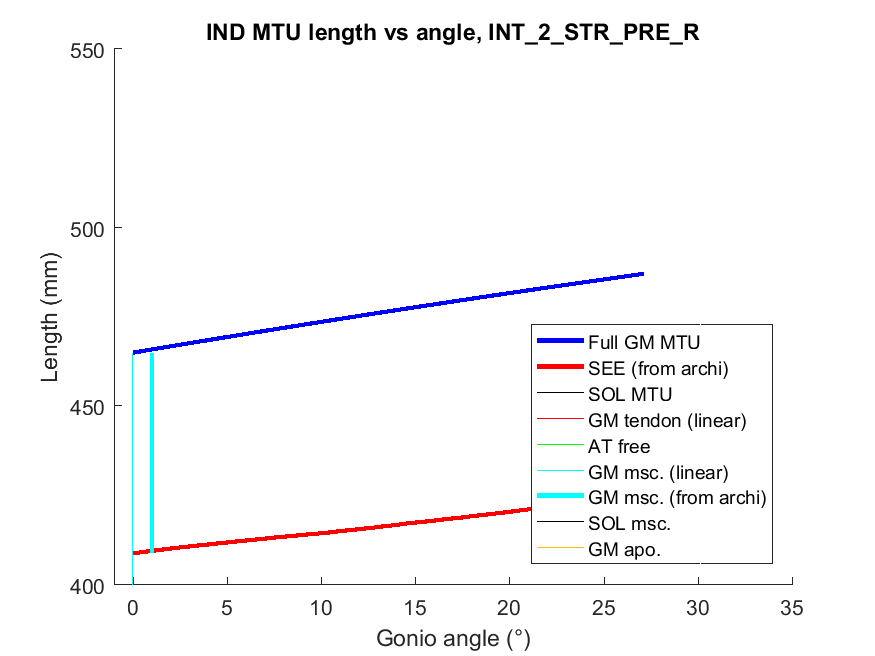 IND MTU length vs angle, INT_2_STR_PRE_R
550
500
450
400
Length (mm)
0 5 10 15 20 25 30 35
Gonio angle (°)
Full GM MTU
SEE (from archi)
SOL MTU
GM tendon (linear)
AT free
GM msc. (linear)
GM msc. (from archi)
SOL msc.
GM apo.